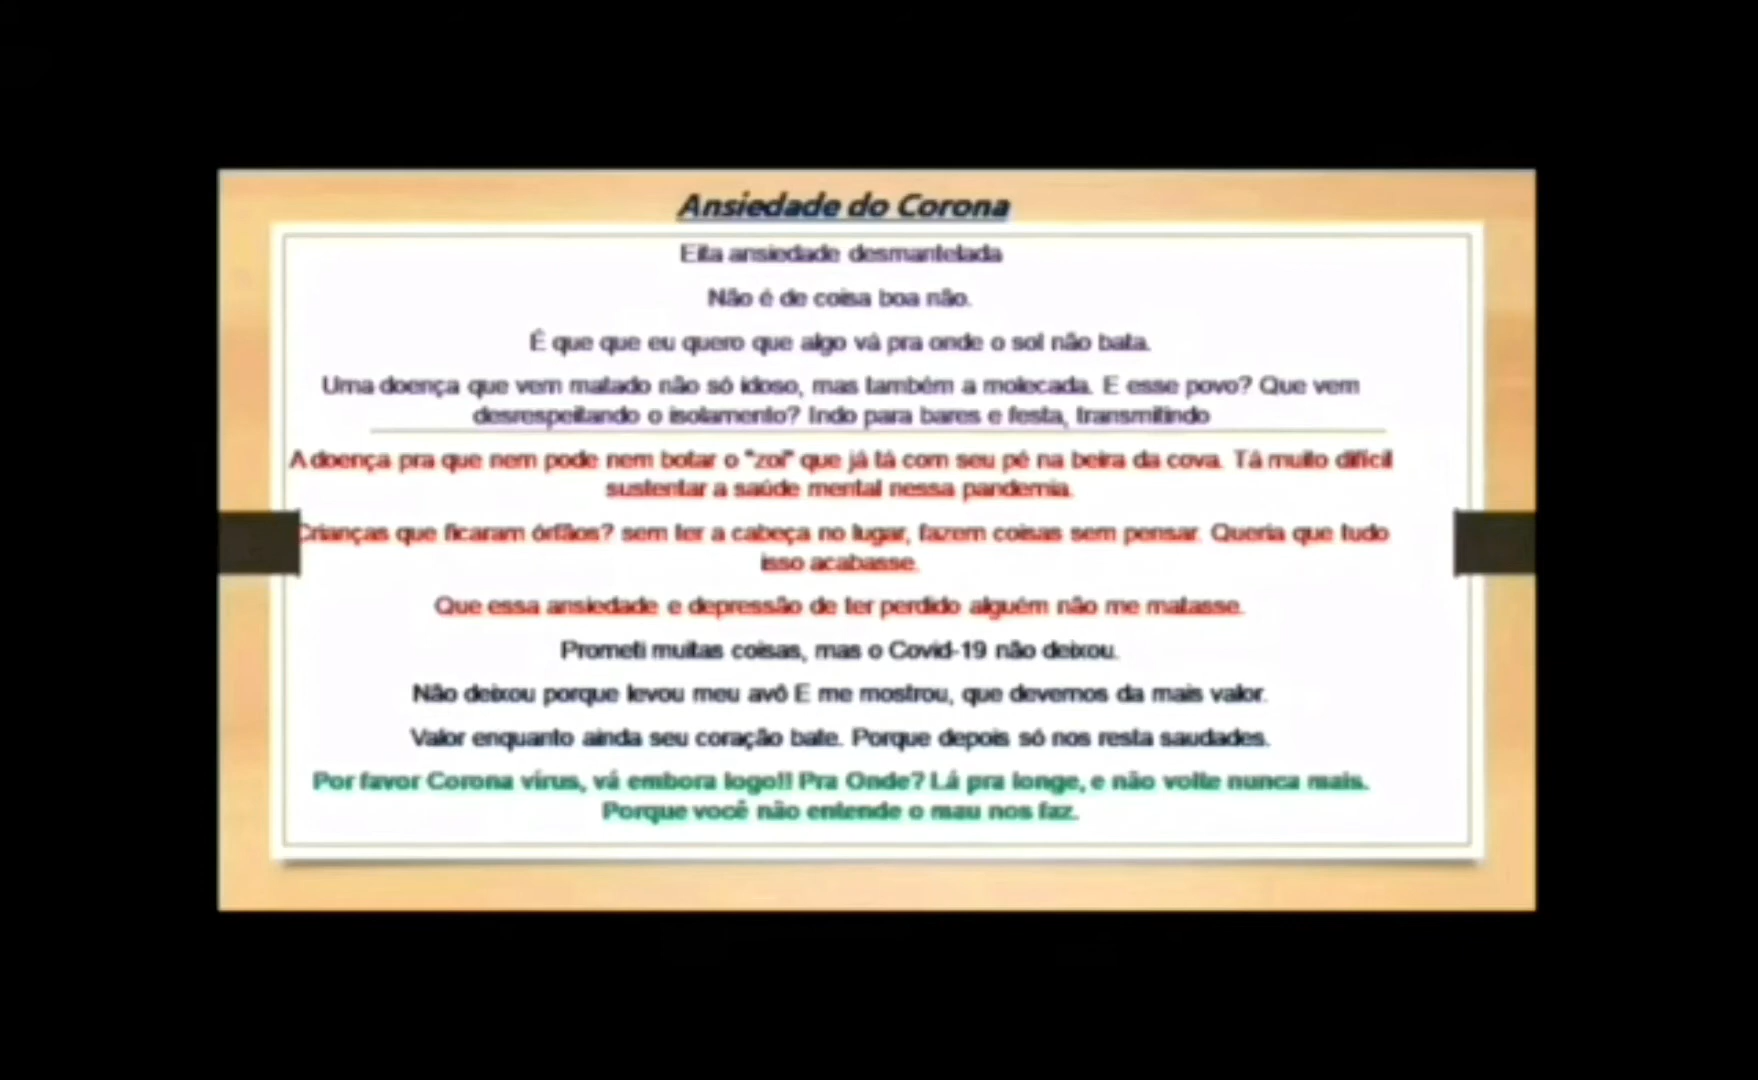 Ansiedade do Corona
Eita ansiedade desmantelada
Não é de coisa boa não.
É que que eu quero que algo vá pra onde o sol não bata.
Uma doença que vem matado não só idoso, mas também a molecada. E esse povo? Que vem
desrespeitando o isolamento? Indo para bares e festa, transmitindo
A doença pra que nem pode nem botar o "zoi" que já tá com seu pé na beira da cova. Tá muito difícil
sustentar a saúde mental nessa pandemia.
Crianças que ficaram órfãos? sem ter a cabeça no lugar, fazem coisas sem pensar. Queria que tudo
isso acabasse.
Que essa ansiedade e depressão de ter perdido alguém não me matasse.
Prometi muitas coisas, mas o Covid-19 não deixou.
Não deixou porque levou meu avô E me mostrou, que devemos da mais valor.
Valor enquanto ainda seu coração bate. Porque depois só nos resta saudades.
Por favor Corona vírus, vá embora logo!! Pra Onde? Lá pra longe, e não volte nunca mais.
Porque você não entende o mau nos faz.